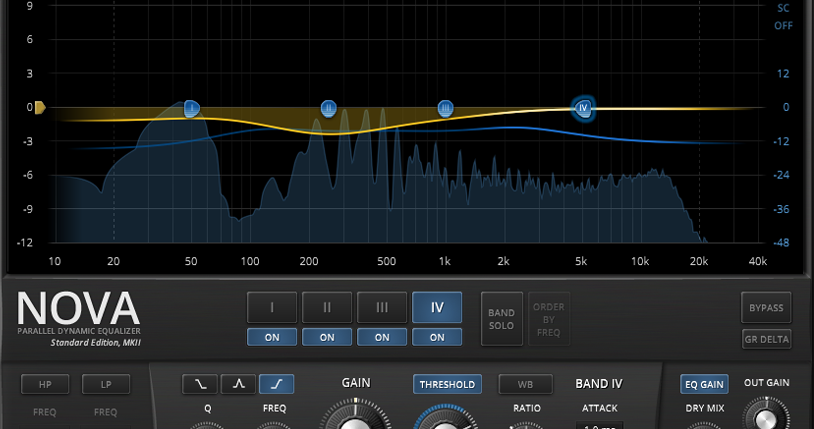 9
SC
OFF
6
3
12
0
I
II
III
IV
0
-3
-12
-6
-24
-9
-36
-12
-48
10
20
50
100
200
500
1k
2k
5k
10k
20k
40k
NOVA
PARALLEL DYNAMIC EQUALIZER
Standard Edition, MKII
I
II
III
IV
ON
ON
ON
ON
BAND
SOLO
ORDER
BY
FREQ
BYPASS
GR DELTA
HP
LP
FREQ
FREQ
GAIN
THRESHOLD
WB
BAND IV
EQ GAIN
OUT GAIN
Q
FREQ
RATIO
ATTACK
DRY MIX